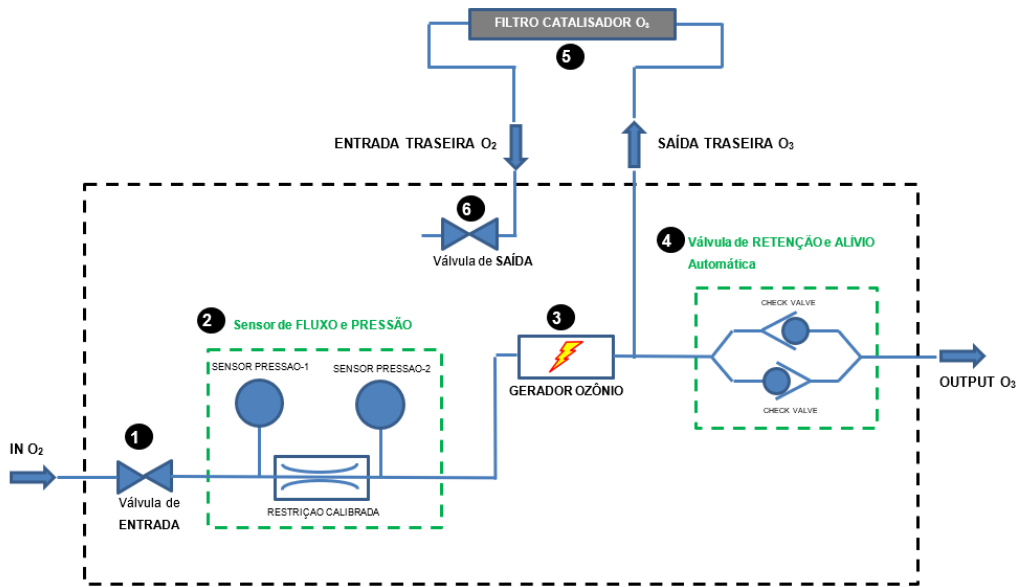 FILTRO CATALISADOR O₃
5
ENTRADA TRASEIRA O₂
SAÍDA TRASEIRA O₃
6
Válvula de SAÍDA
4 Válvula de RETENÇÃO e ALÍVIO
Automática
CHECK VALVE
CHECK VALVE
2 Sensor de FLUXO e PRESSÃO
3
GERADOR OZÔNIO
SENSOR PRESSAO-1
SENSOR PRESSAO-2
OUTPUT O₃
1
IN O₂
Válvula de
ENTRADA
RESTRIÇAO CALIBRADA